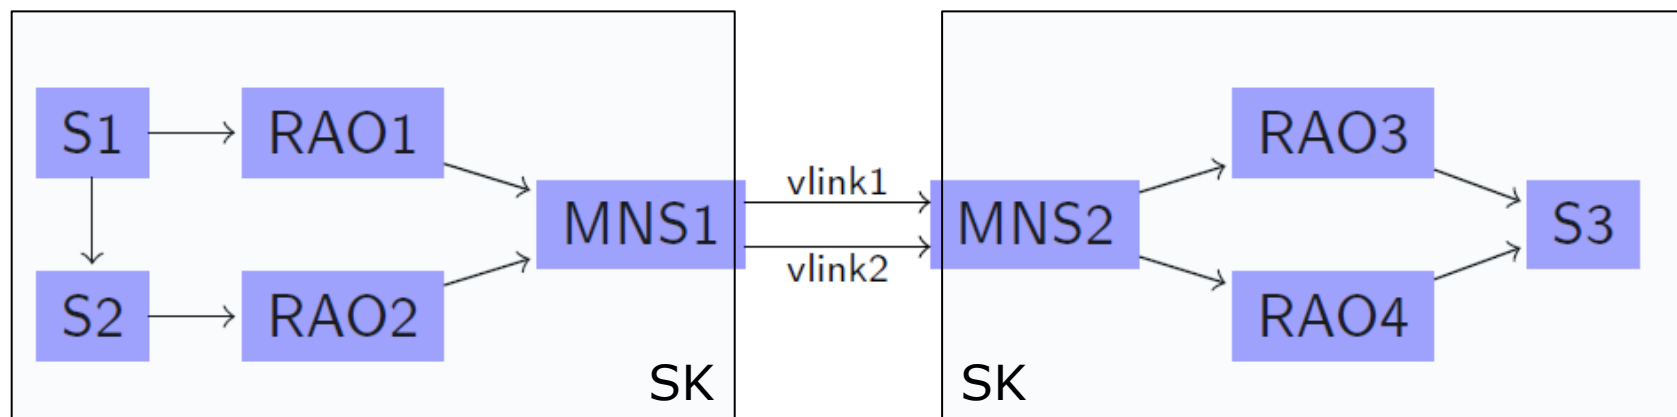 S1
RAO1
MNS1
S2
RAO2
SK
vlink1
vlink2
MNS2
RAO3
S3
RAO4
SK